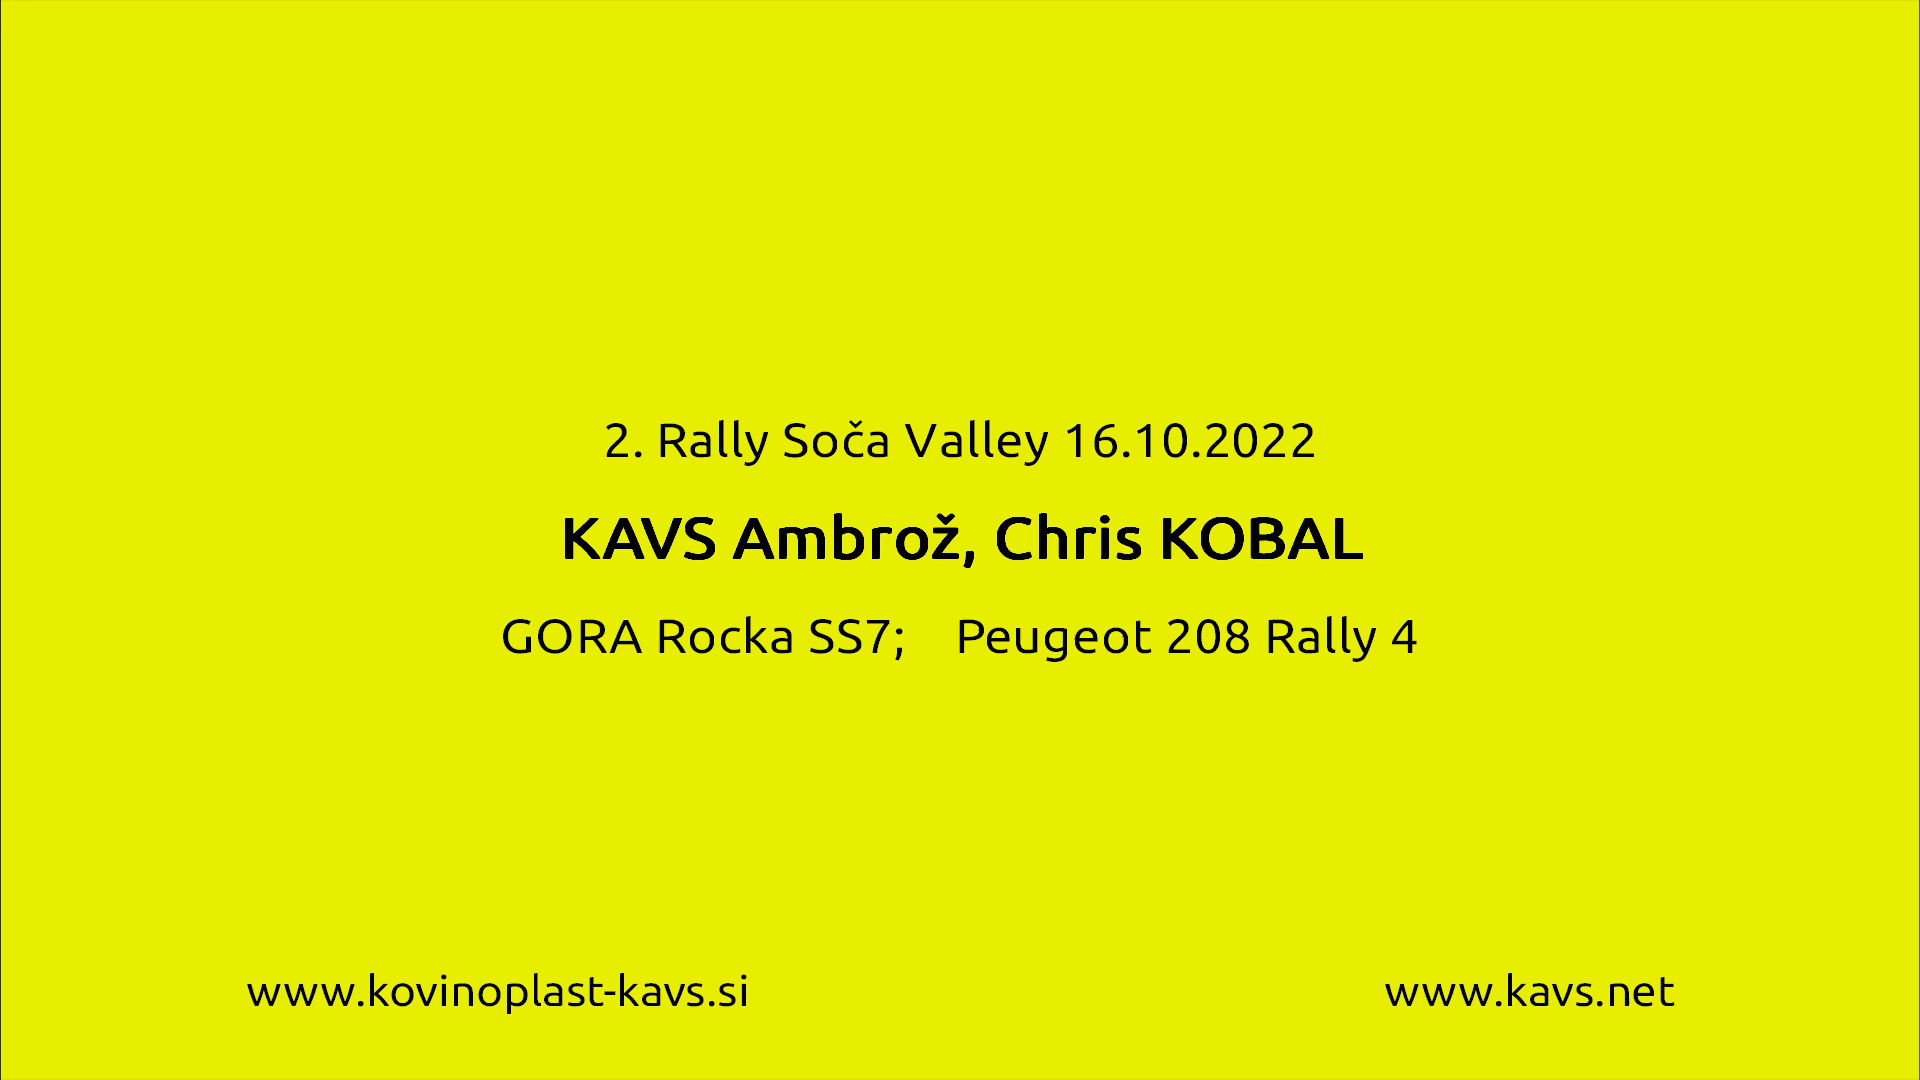 2. Rally Soča Valley 16.10.2022
KAVS Ambrož, Chris KOBAL
GORA Rocka SS7; Peugeot 208 Rally 4
www.kovinoplast-kavs.si
www.kavs.net